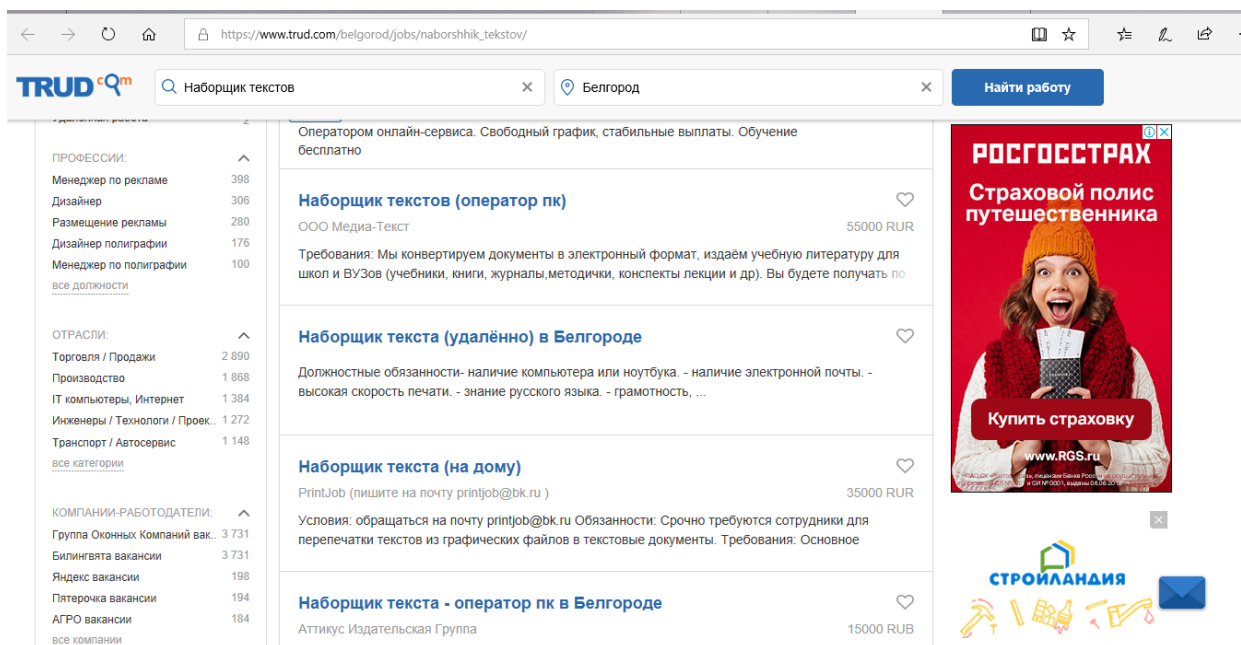 https://www.trud.com/belgorod/jobs/naborshhik_tekstov/
TRUD com
Наборщик текстов
Белгород
Найти работу
Удаленная работа 2
ПРОФЕССИИ:
Менеджер по рекламе 398
Дизайнер 306
Размещение рекламы 280
Дизайнер полиграфии 176
Менеджер по полиграфии 100
все должности
ОТРАСЛИ:
Торговля / Продажи 2 890
Производство 1 868
IT компьютеры, Интернет 1 384
Инженеры / Технологи / Проек.. 1 272
Транспорт / Автосервис 1 148
все категории
КОМПАНИИ-РАБОТОДАТЕЛИ:
Группа Оконных Компаний вак.. 3 731
Билингвята вакансии 3 731
Яндекс вакансии 198
Пятерочка вакансии 194
АГРО вакансии 184
все компании
Оператором онлайн-сервиса. Свободный график, стабильные выплаты. Обучение
бесплатно
Наборщик текстов (оператор пк)
ООО Медиа-Текст 55000 RUR
Требования: Мы конвертируем документы в электронный формат, издаём учебную литературу для
школ и ВУЗов (учебники, книги, журналы,методички, конспекты лекции и др). Вы будете получать по
Наборщик текста (удалённо) в Белгороде
Должностные обязанности- наличие компьютера или ноутбука. - наличие электронной почты. -
высокая скорость печати. - знание русского языка. - грамотность, ...
Наборщик текста (на дому)
PrintJob (пишите на почту printjob@bk.ru ) 35000 RUR
Условия: обращаться на почту printjob@bk.ru Обязанности: Срочно требуются сотрудники для
перепечатки текстов из графических файлов в текстовые документы. Требования: Основное
Наборщик текста - оператор пк в Белгороде
Аттикус Издательская Группа 15000 RUB
РОСГОССТРАХ
Страховой полис
путешественника
Купить страховку
www.RGS.ru
СТРОЙЛАНДИЯ